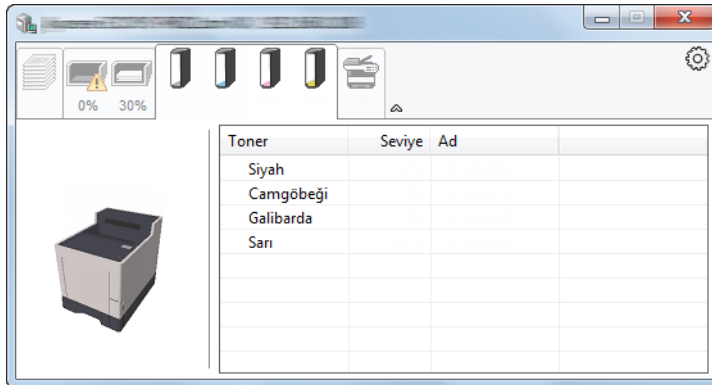 0% 30%
Toner Seviye Ad
Siyah
Camgöbeği
Galibarda
Sarı